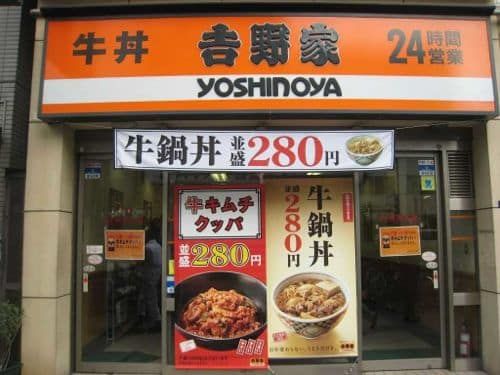 牛丼 吉野家 24時間営業
YOSHINOYA
牛鍋丼 並盛280円
牛キムチ
クッパ
並盛280円
牛鍋丼
並盛280円